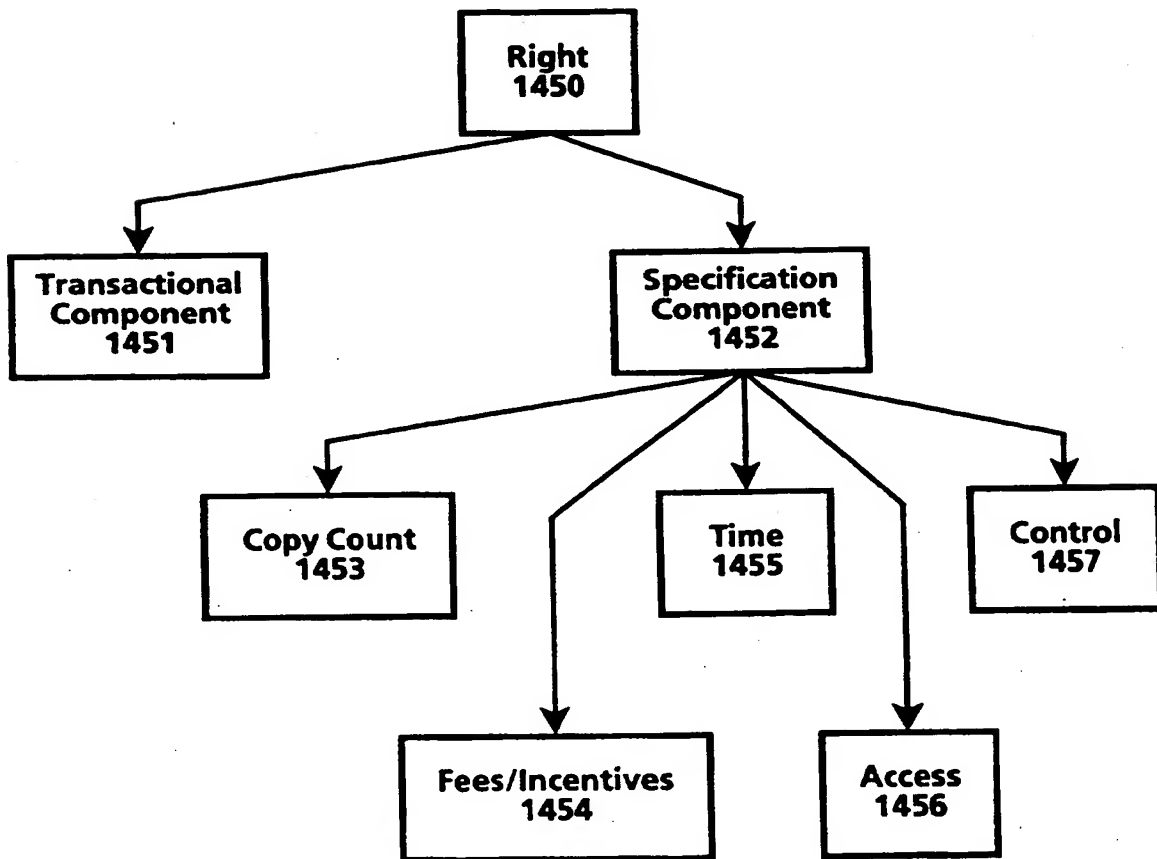 Right
1450
Transactional
Component
1451
Specification
Component
1452
Copy Count
1453
Time
1455
Control
1457
Fees/Incentives
1454
Access
1456